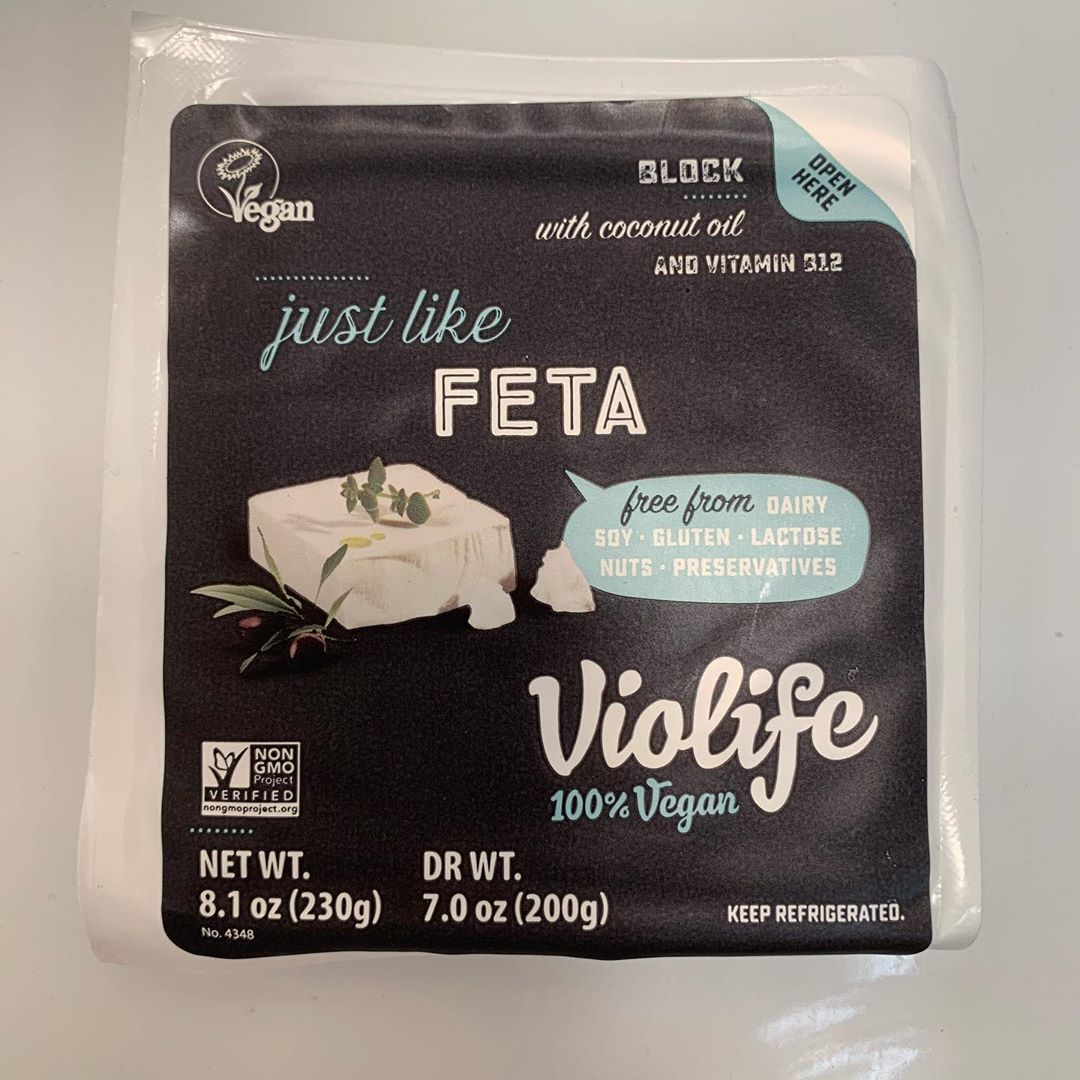 Vegan
BLOCK
with coconut oil
AND VITAMIN B12
OPEN
HERE
just like
FETA
free from DAIRY
SOY · GLUTEN · LACTOSE
NUTS · PRESERVATIVES
Violife
100% Vegan
NON
GMO
Project
VERIFIED
nongmoproject.org
NET WT.
8.1 oz (230g)
No. 4348
DR WT.
7.0 oz (200g)
KEEP REFRIGERATED.